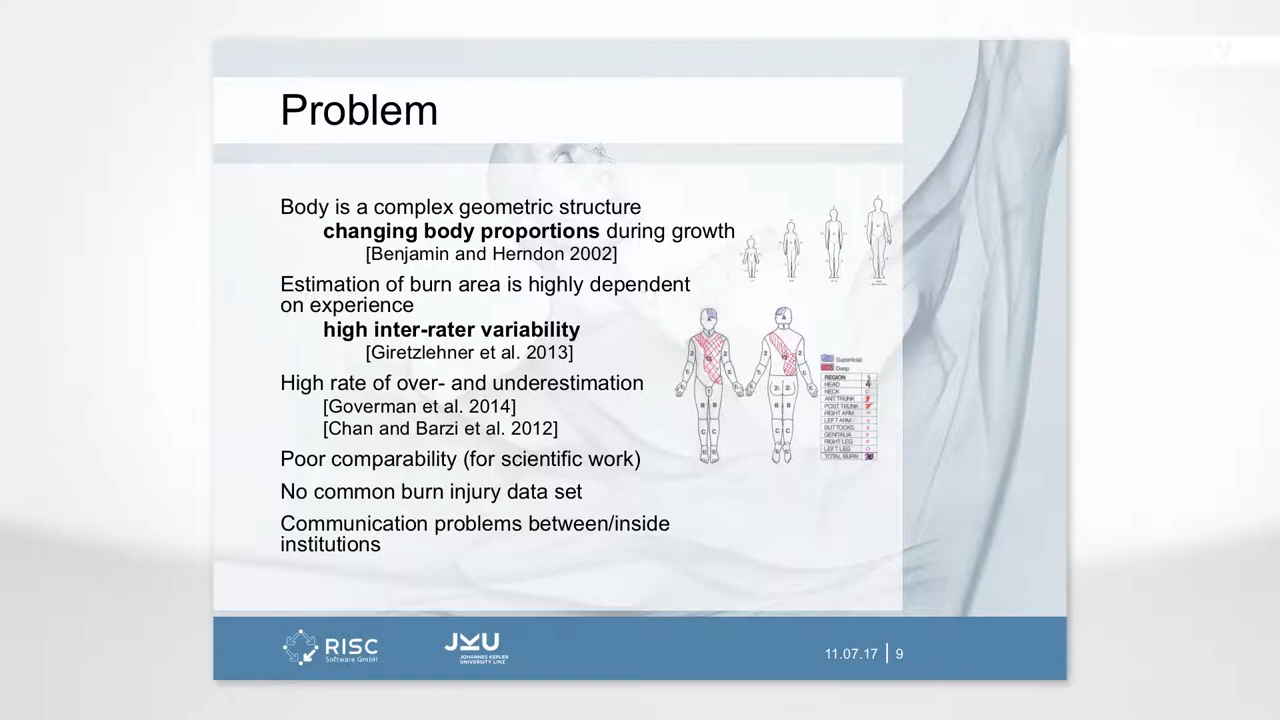 TV
Problem
Body is a complex geometric structure
changing body proportions during growth
[Benjamin and Herndon 2002]
Estimation of burn area is highly dependent
on experience
high inter-rater variability
[Giretzlehner et al. 2013]
High rate of over- and underestimation
[Goverman et al. 2014]
[Chan and Barzi et al. 2012]
Poor comparability (for scientific work)
No common burn injury data set
Communication problems between/inside
institutions
Superficial
Deep
REGION
HEAD
NECK
ANT.TRUNK
POST.TRUNK
RIGHT ARM
LEFT ARM
BUTTOCKS
GENITALIA
RIGHT LEG
LEFT LEG
TOTAL BURN
RISC
Software GmbH
JKU
JOHANNES KEPLER
UNIVERSITY LINZ
11.07.17 | 9